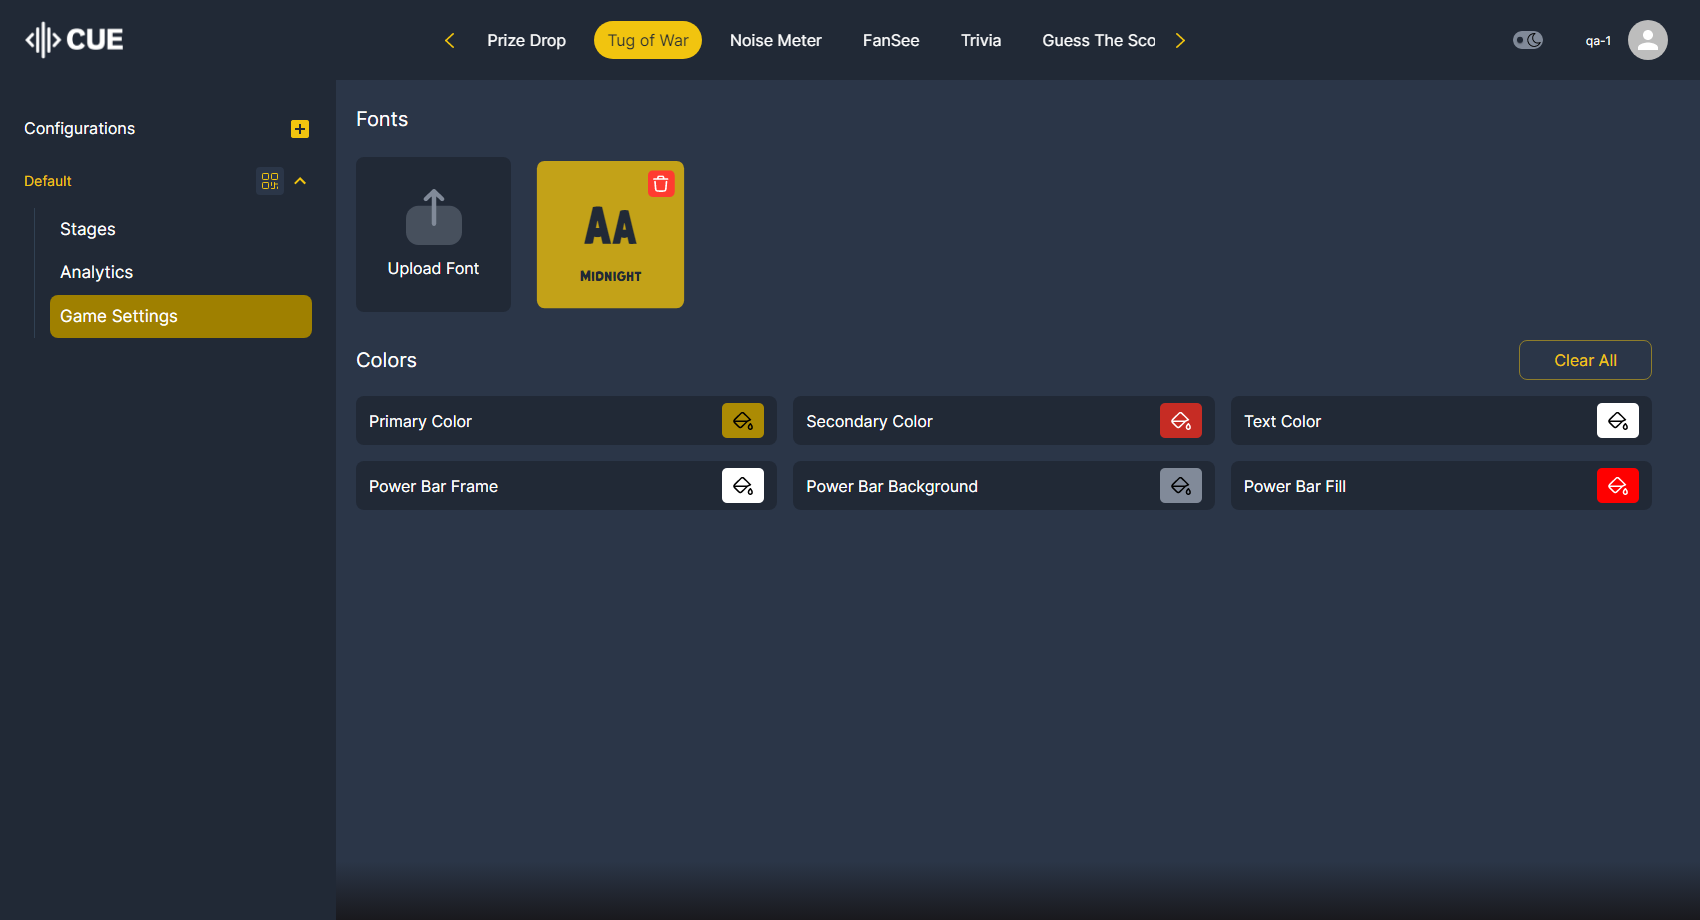 CUE
Prize Drop
Tug of War
Noise Meter
FanSee
Trivia
Guess The Sco
qa-1
Configurations
Default
Stages
Analytics
Game Settings
Fonts
Upload Font
AA
MIDNIGHT
Colors
Clear All
Primary Color
Secondary Color
Text Color
Power Bar Frame
Power Bar Background
Power Bar Fill